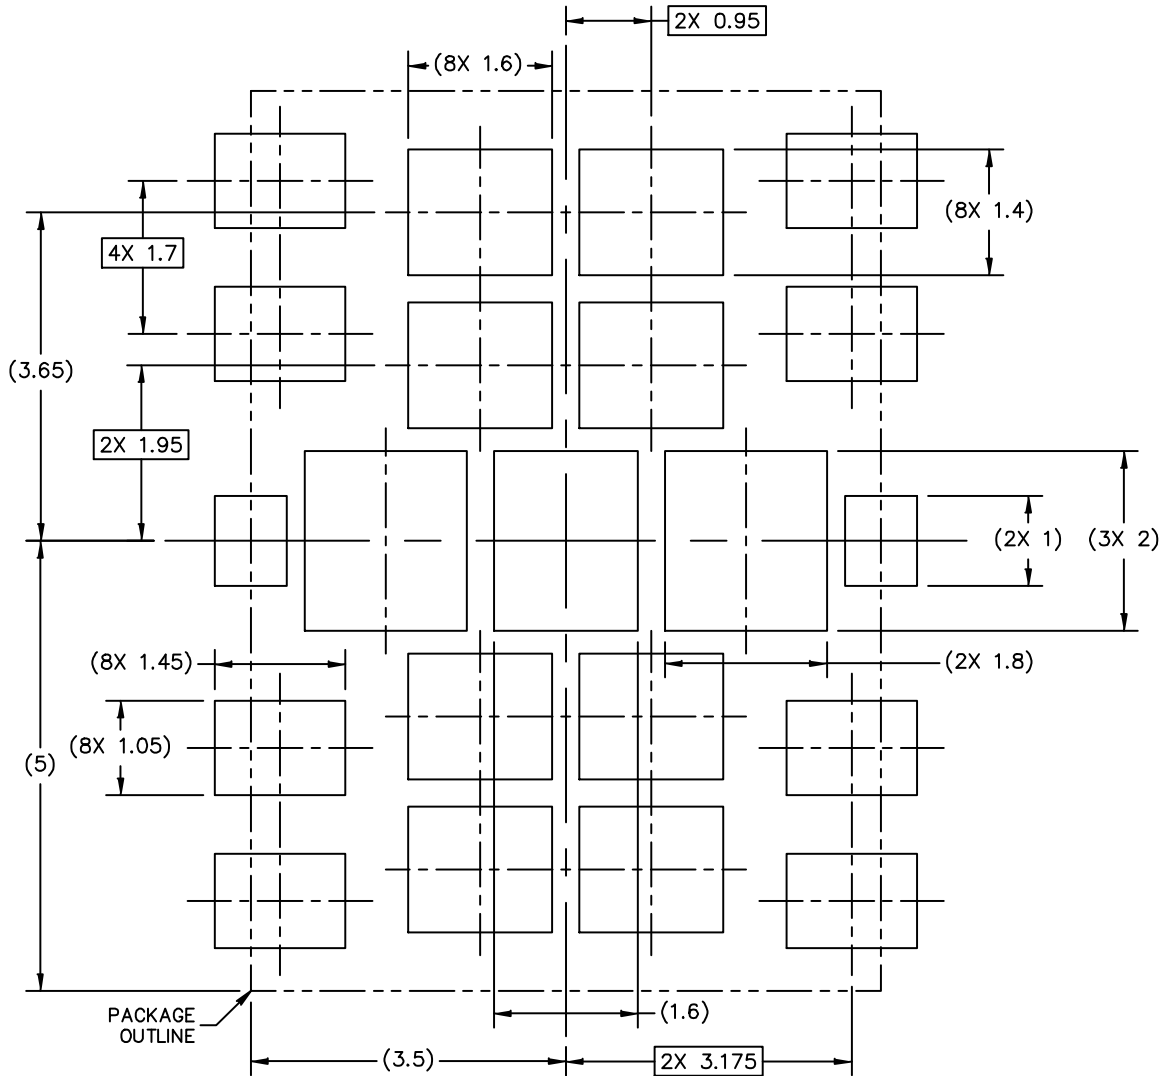 2X 0.95
(8X 1.6)
(8X 1.4)
4X 1.7
(3.65)
2X 1.95
(2X 1)
(3X 2)
(8X 1.45)
(2X 1.8)
(8X 1.05)
(5)
PACKAGE
OUTLINE
(1.6)
(3.5)
2X 3.175